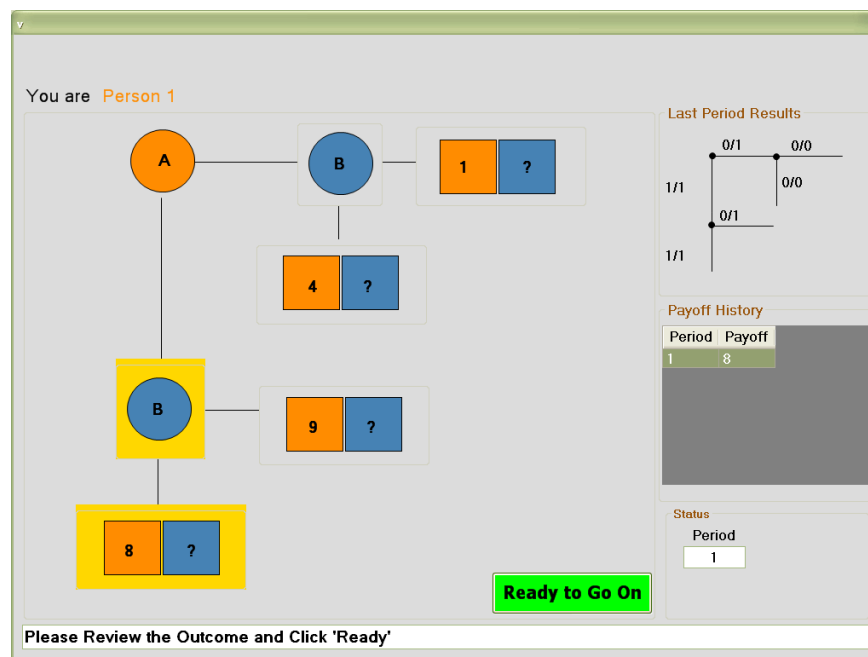 v
You are Person 1
A
B
1 ?
4 ?
B
9 ?
8 ?
Ready to Go On
Please Review the Outcome and Click 'Ready'
Last Period Results
0/1 0/0
1/1 0/0
0/1
1/1
Payoff History
Period Payoff
1 8
Status
Period
1